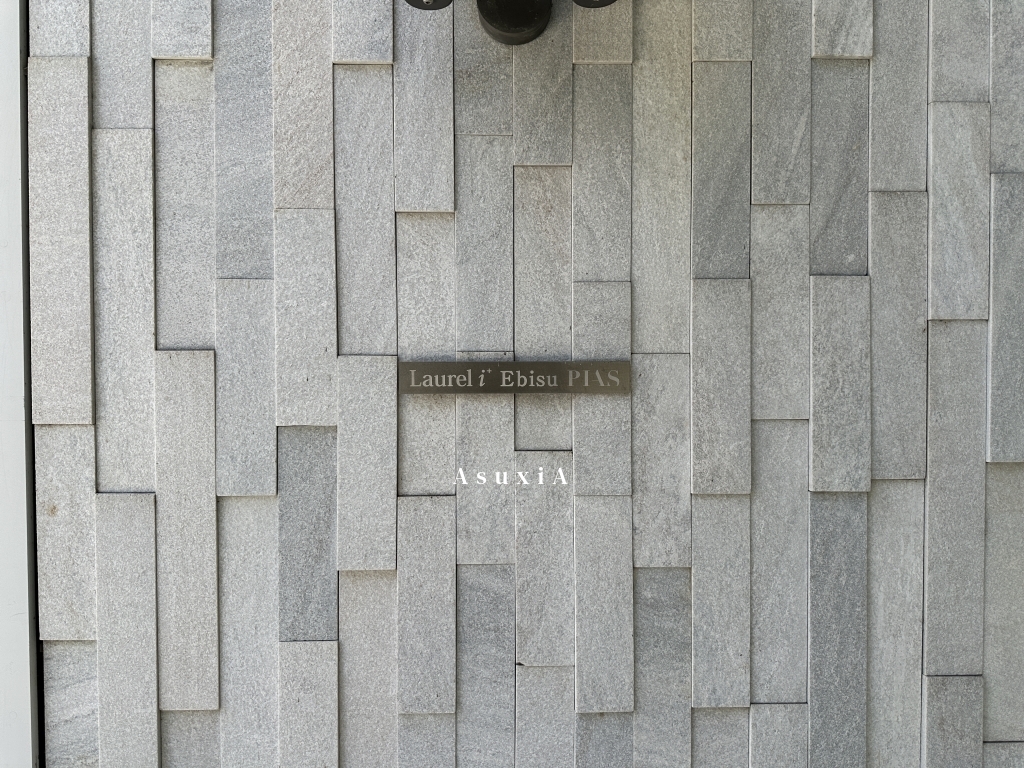 Laurel i+ Ebisu PIAS
AsuxiA